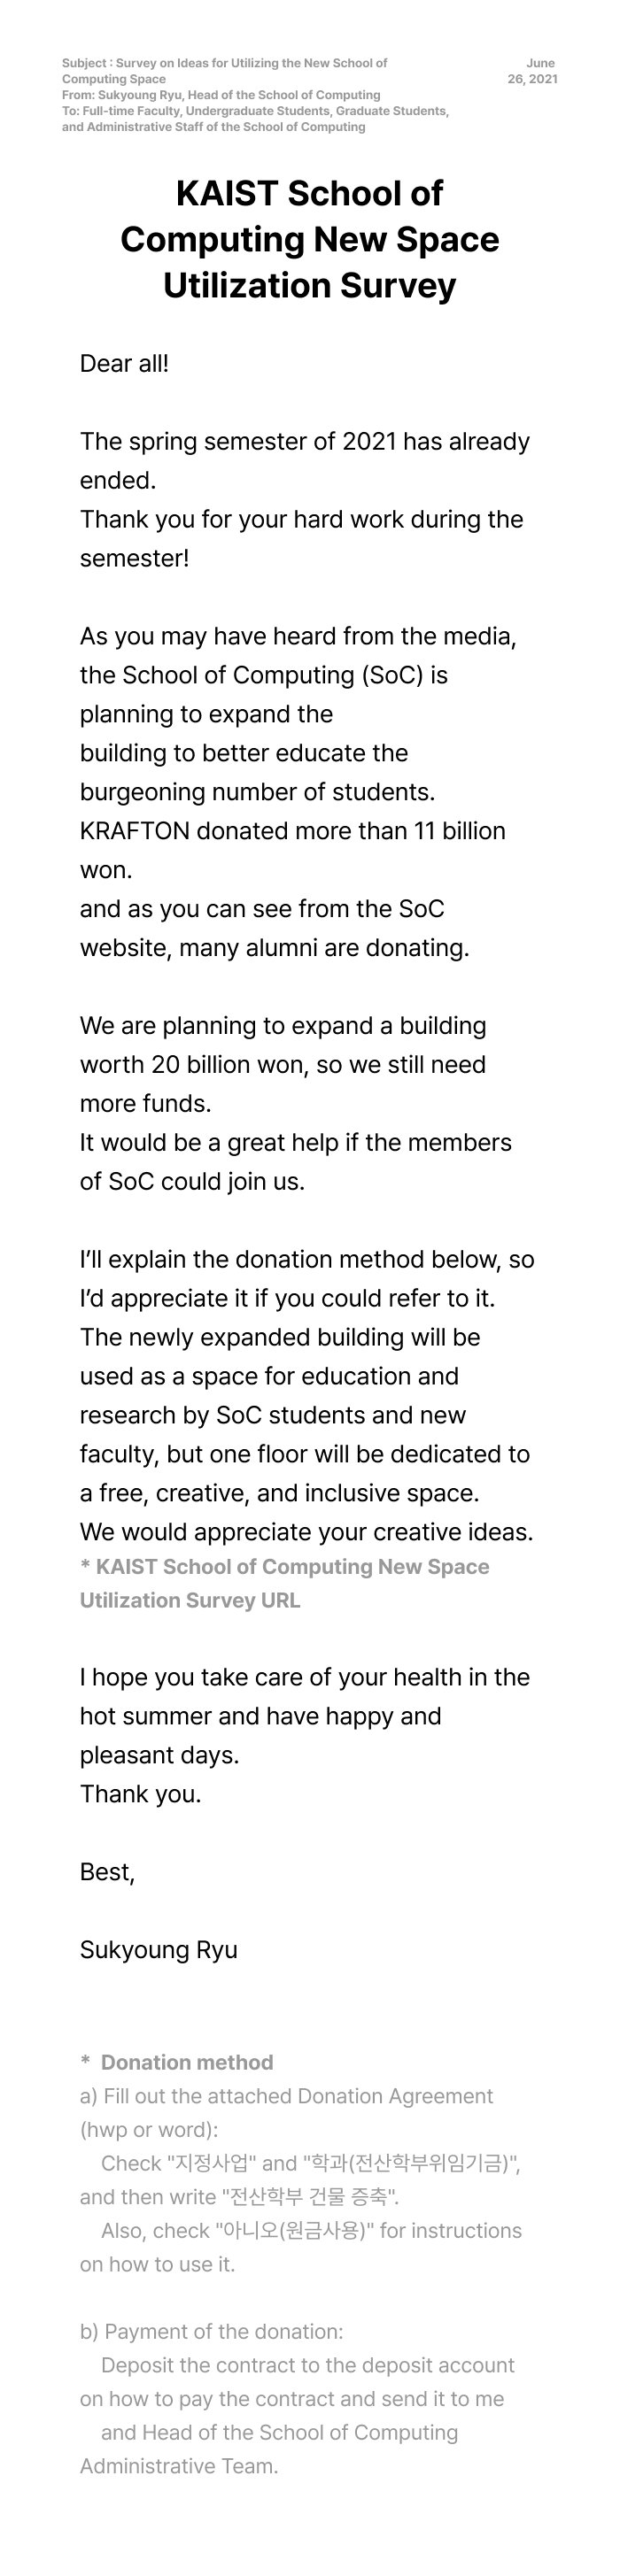 Subject : Survey on Ideas for Utilizing the New School of
Computing Space
From: Sukyoung Ryu, Head of the School of Computing
To: Full-time Faculty, Undergraduate Students, Graduate Students,
and Administrative Staff of the School of Computing
June
26, 2021
KAIST School of
Computing New Space
Utilization Survey
Dear all!
The spring semester of 2021 has already
ended.
Thank you for your hard work during the
semester!
As you may have heard from the media,
the School of Computing (SoC) is
planning to expand the
building to better educate the
burgeoning number of students.
KRAFTON donated more than 11 billion
won.
and as you can see from the SoC
website, many alumni are donating.
We are planning to expand a building
worth 20 billion won, so we still need
more funds.
It would be a great help if the members
of SoC could join us.
I’ll explain the donation method below, so
I’d appreciate it if you could refer to it.
The newly expanded building will be
used as a space for education and
research by SoC students and new
faculty, but one floor will be dedicated to
a free, creative, and inclusive space.
We would appreciate your creative ideas.
* KAIST School of Computing New Space
Utilization Survey URL
I hope you take care of your health in the
hot summer and have happy and
pleasant days.
Thank you.
Best,
Sukyoung Ryu
* Donation method
a) Fill out the attached Donation Agreement
(hwp or word):
Check "지정사업" and "학과(전산학부위임기금)",
and then write "전산학부 건물 증축".
Also, check "아니오(원금사용)" for instructions
on how to use it.
b) Payment of the donation:
Deposit the contract to the deposit account
on how to pay the contract and send it to me
and Head of the School of Computing
Administrative Team.